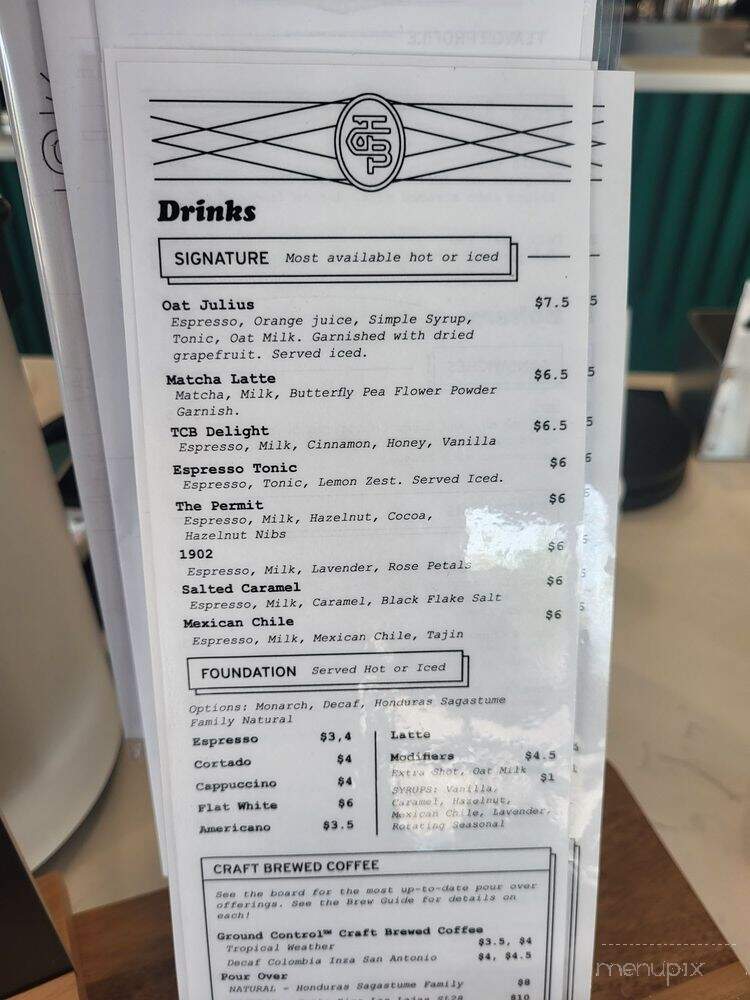 Drinks
SIGNATURE Most available hot or iced
Oat Julius $7.5
Espresso, Orange juice, Simple Syrup,
Tonic, Oat Milk. Garnished with dried
grapefruit. Served iced.
Matcha Latte $6.5
Matcha, Milk, Butterfly Pea Flower Powder
Garnish.
TCB Delight $6.5
Espresso, Milk, Cinnamon, Honey, Vanilla
Espresso Tonic $6
Espresso, Tonic, Lemon Zest. Served Iced.
The Permit $6
Espresso, Milk, Hazelnut, Cocoa,
Hazelnut Nibs
1902 $6
Espresso, Milk, Lavender, Rose Petals
Salted Caramel $6
Espresso, Milk, Caramel, Black Flake Salt
Mexican Chile $6
Espresso, Milk, Mexican Chile, Tajin
FOUNDATION Served Hot or Iced
Options: Monarch, Decaf, Honduras Sagastume
Family Natural
Espresso $3,4
Cortado $4
Cappuccino $4
Flat White $6
Americano $3.5
Latte $4.5
Modifiers
Extra Shot, Oat Milk $1
SYRUPS: Vanilla,
Caramel, Hazelnut,
Mexican Chile, Lavender,
Rotating Seasonal
CRAFT BREWED COFFEE
See the board for the most up-to-date pour over
offerings. See the Brew Guide for details on
each!
Ground Control™ Craft Brewed Coffee
Tropical Weather $3.5, $4
Decaf Colombia Inza San Antonio $4, $4.5
Pour Over
NATURAL - Honduras Sagastume Family $8
$10
menupix